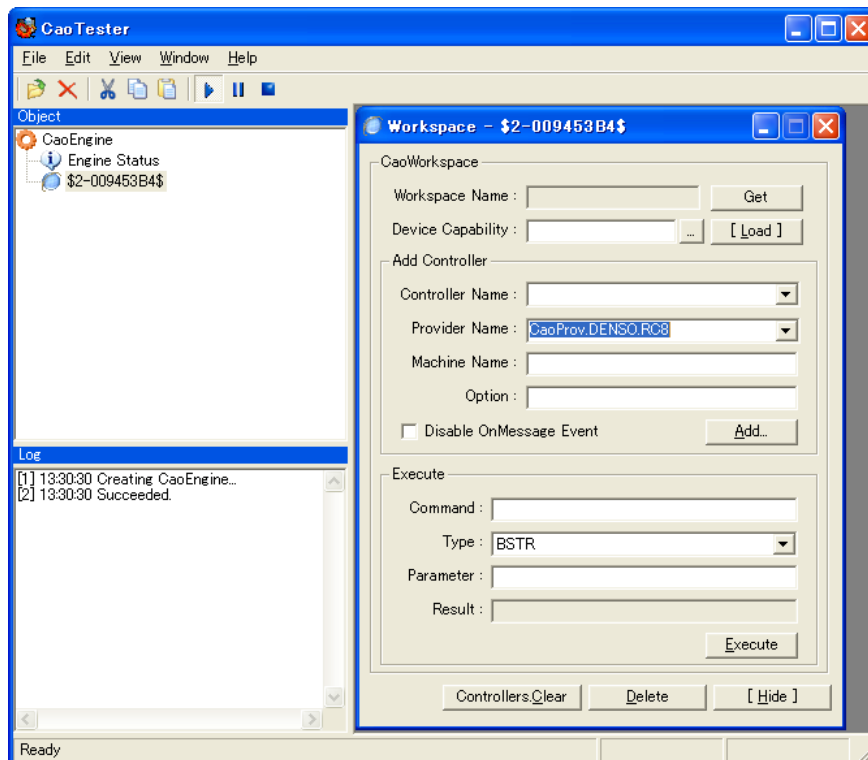 CaoTester
File Edit View Window Help
Object
CaoEngine
Engine Status
$2-009453B4$
Log
[1] 13:30:30 Creating CaoEngine...
[2] 13:30:30 Succeeded.
Workspace - $2-009453B4$
CaoWorkspace
Workspace Name : Get
Device Capability : ... [ Load ]
Add Controller
Controller Name :
Provider Name : CaoProv.DENSO.RC8
Machine Name :
Option :
Disable OnMessage Event Add...
Execute
Command :
Type : BSTR
Parameter :
Result :
Execute
Controllers.Clear Delete [ Hide ]
Ready